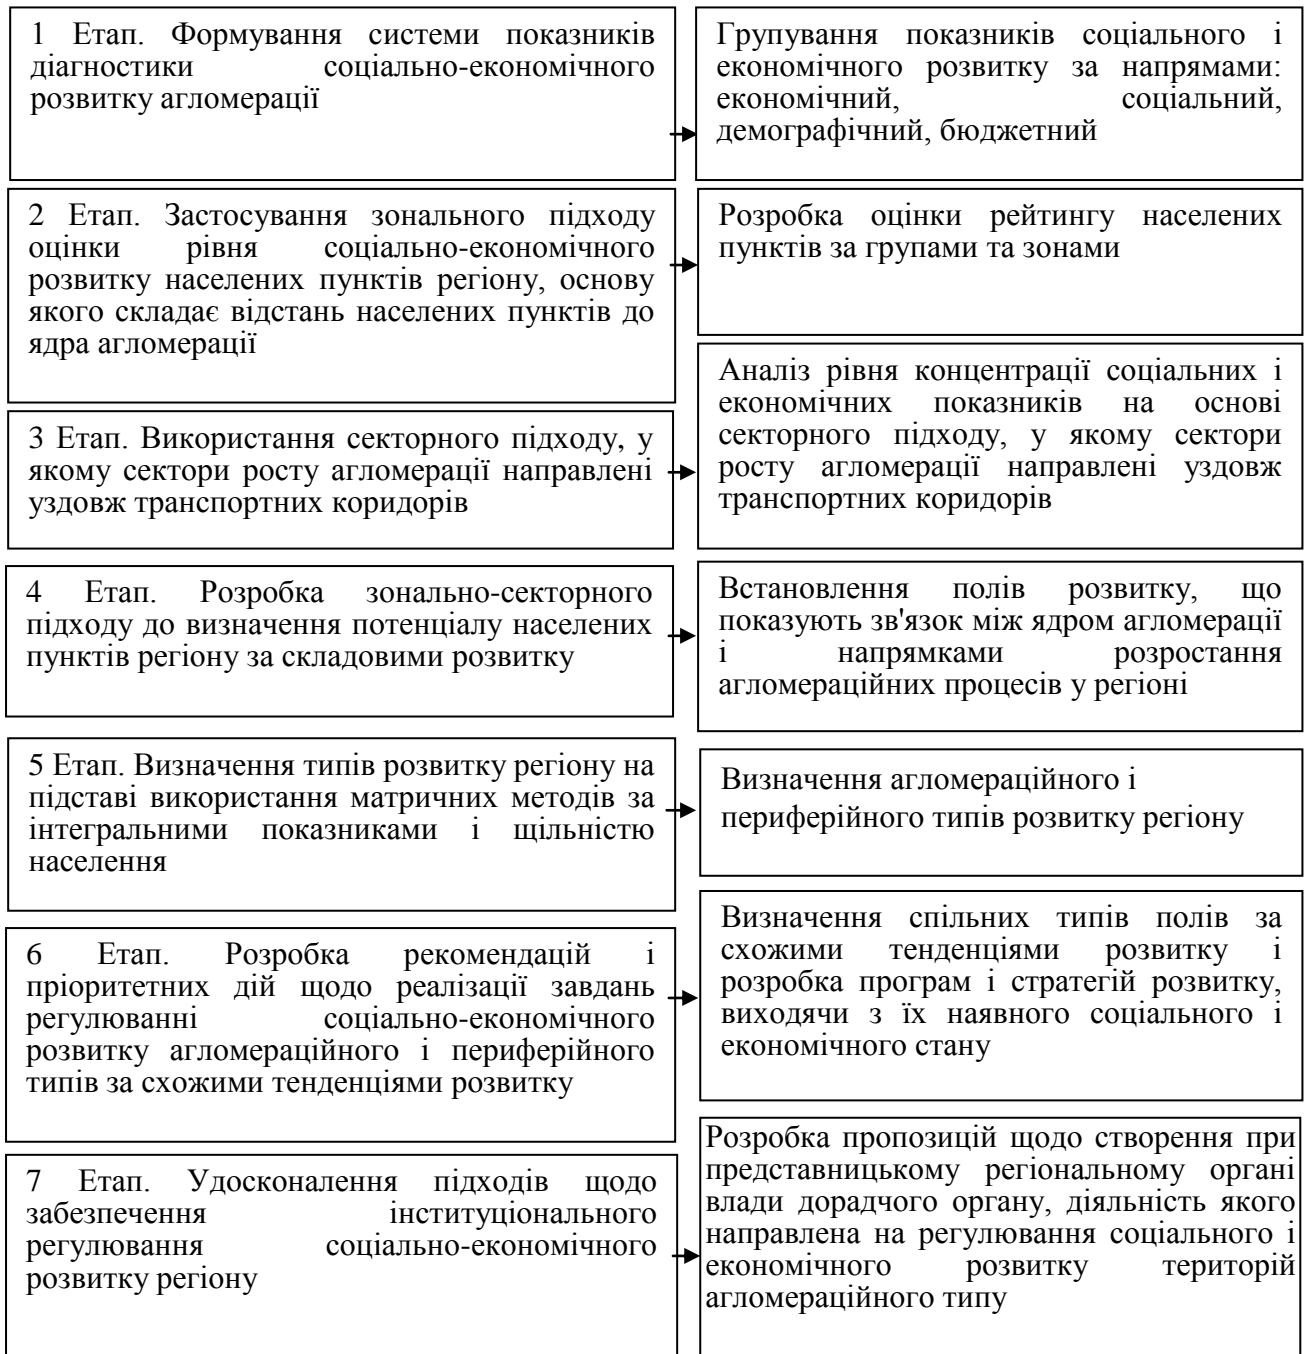 1 Етап. Формування системи показників
діагностики соціально-економічного
розвитку агломерації
Групування показників соціального і
економічного розвитку за напрямами:
економічний, соціальний,
демографічний, бюджетний
2 Етап. Застосування зонального підходу
оцінки рівня соціально-економічного
розвитку населених пунктів регіону, основу
якого складає відстань населених пунктів до
ядра агломерації
Розробка оцінки рейтингу населених
пунктів за групами та зонами
3 Етап. Використання секторного підходу, у
якому сектори росту агломерації направлені
уздовж транспортних коридорів
Аналіз рівня концентрації соціальних і
економічних показників на основі
секторного підходу, у якому сектори
росту агломерації направлені уздовж
транспортних коридорів
4 Етап. Розробка зонально-секторного
підходу до визначення потенціалу населених
пунктів регіону за складовими розвитку
Встановлення полів розвитку, що
показують зв'язок між ядром агломерації
і напрямками розростання
агломераційних процесів у регіоні
5 Етап. Визначення типів розвитку регіону на
підставі використання матричних методів за
інтегральними показниками і щільністю
населення
Визначення агломераційного і
периферійного типів розвитку регіону
6 Етап. Розробка рекомендацій і
пріоритетних дій щодо реалізації завдань
регулюванні соціально-економічного
розвитку агломераційного і периферійного
типів за схожими тенденціями розвитку
Визначення спільних типів полів за
схожими тенденціями розвитку і
розробка програм і стратегій розвитку,
виходячи з їх наявного соціального і
економічного стану
7 Етап. Удосконалення підходів щодо
забезпечення інституціонального
регулювання соціально-економічного
розвитку регіону
Розробка пропозицій щодо створення при
представницькому регіональному органі
влади дорадчого органу, діяльність якого
направлена на регулювання соціального і
економічного розвитку територій
агломераційного типу